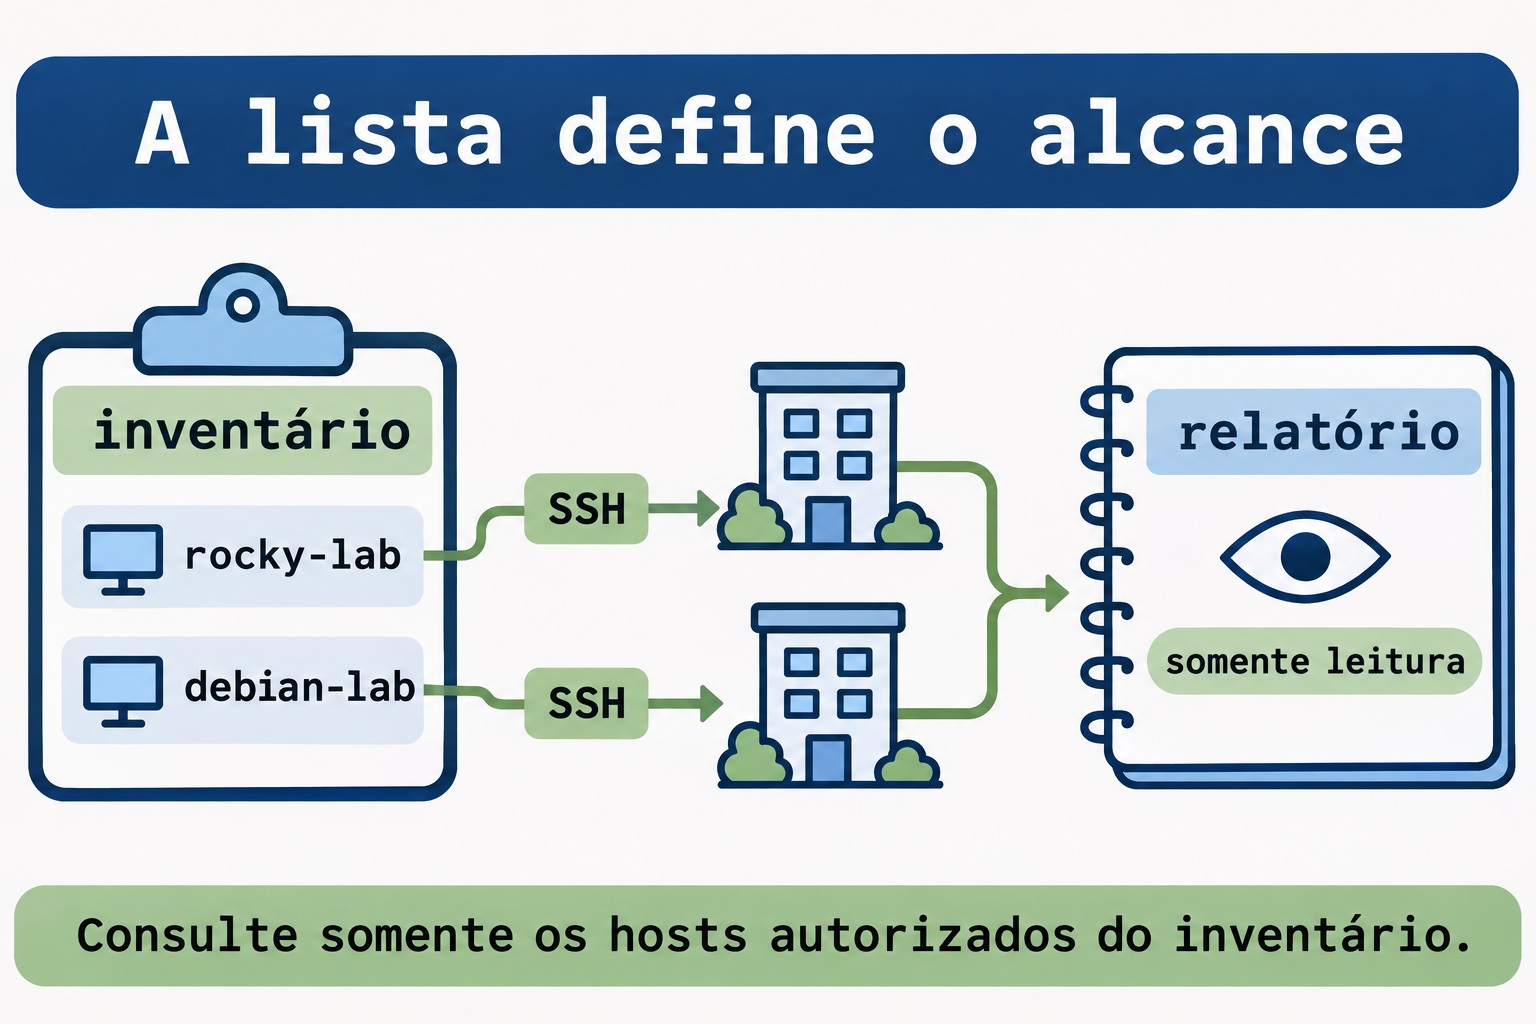 A lista define o alcance
inventário
rocky-lab
debian-lab
SSH
SSH
relatório
somente leitura
Consulte somente os hosts autorizados do inventário.